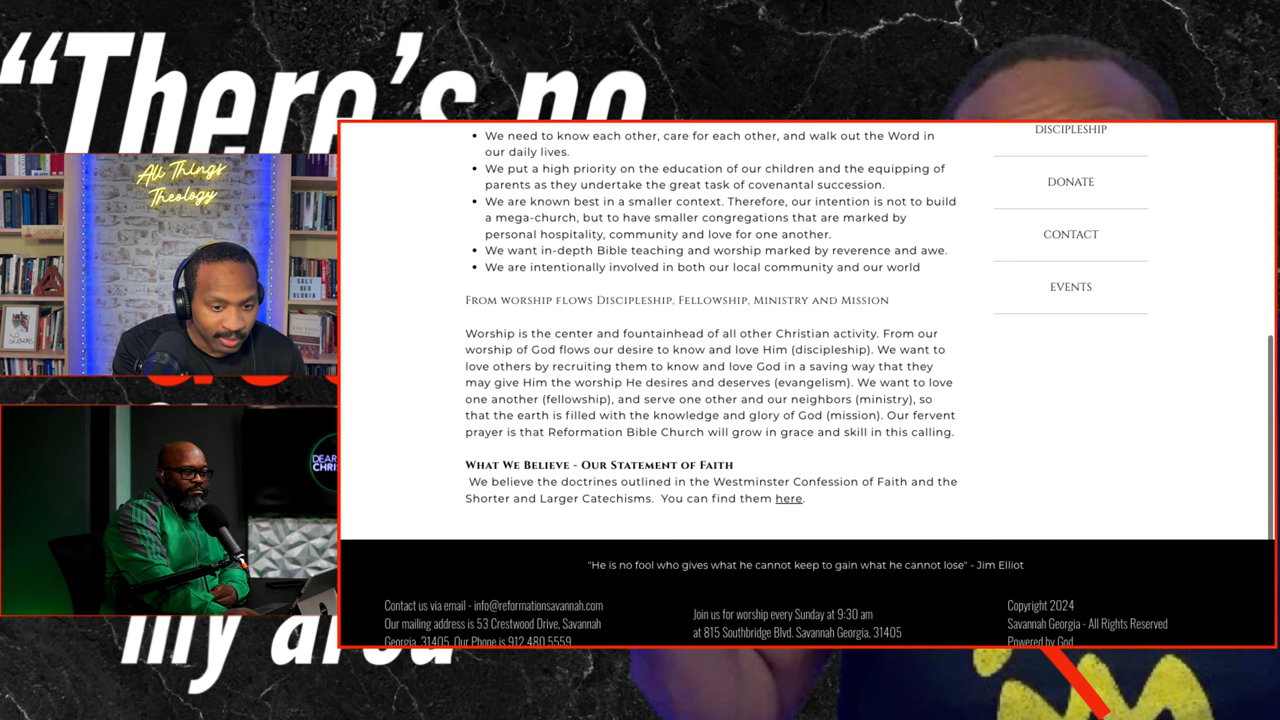 “There’s no
All Things
Theology
SOLI
DEO
GLORIA
DEAR
CHRI
my area
We need to know each other, care for each other, and walk out the Word in
our daily lives.
We put a high priority on the education of our children and the equipping of
parents as they undertake the great task of covenantal succession.
We are known best in a smaller context. Therefore, our intention is not to build
a mega-church, but to have smaller congregations that are marked by
personal hospitality, community and love for one another.
We want in-depth Bible teaching and worship marked by reverence and awe.
We are intentionally involved in both our local community and our world
From worship flows Discipleship, Fellowship, Ministry and Mission
Worship is the center and fountainhead of all other Christian activity. From our
worship of God flows our desire to know and love Him (discipleship). We want to
love others by recruiting them to know and love God in a saving way that they
may give Him the worship He desires and deserves (evangelism). We want to love
one another (fellowship), and serve one other and our neighbors (ministry), so
that the earth is filled with the knowledge and glory of God (mission). Our fervent
prayer is that Reformation Bible Church will grow in grace and skill in this calling.
What We Believe - Our Statement of Faith
We believe the doctrines outlined in the Westminster Confession of Faith and the
Shorter and Larger Catechisms. You can find them here.
DISCIPLESHIP
DONATE
CONTACT
EVENTS
"He is no fool who gives what he cannot keep to gain what he cannot lose" - Jim Elliot
Contact us via email - info@reformationsavannah.com
Our mailing address is 53 Crestwood Drive, Savannah
Georgia, 31405. Our Phone is 912.480.5559
Join us for worship every Sunday at 9:30 am
at 815 Southbridge Blvd. Savannah Georgia, 31405
Copyright 2024
Savannah Georgia - All Rights Reserved
Powered by God